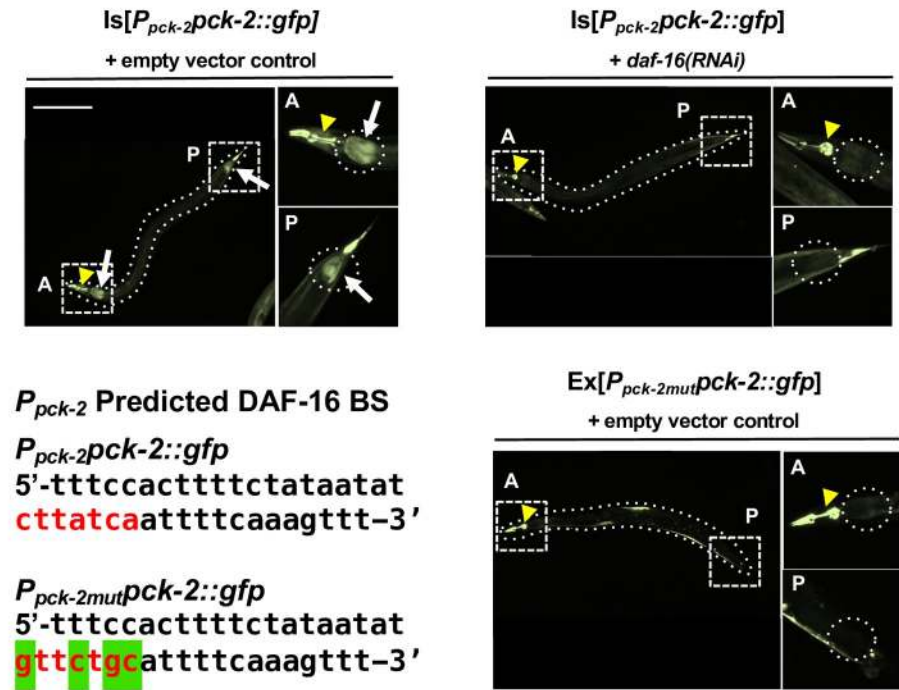 Is[Ppck-2pck-2::gfp]
+ empty vector control
A
P
A
P
Is[Ppck-2pck-2::gfp]
+ daf-16(RNAi)
A
P
A
P
Ppck-2 Predicted DAF-16 BS
Ppck-2pck-2::gfp
5’-tttccacttttctataatat
cttatcaattttcaaagttt–3’
Ppck-2mutpck-2::gfp
5’-tttccacttttctataatat
gttctgcattttcaaagttt–3’
Ex[Ppck-2mutpck-2::gfp]
+ empty vector control
A
P
A
P